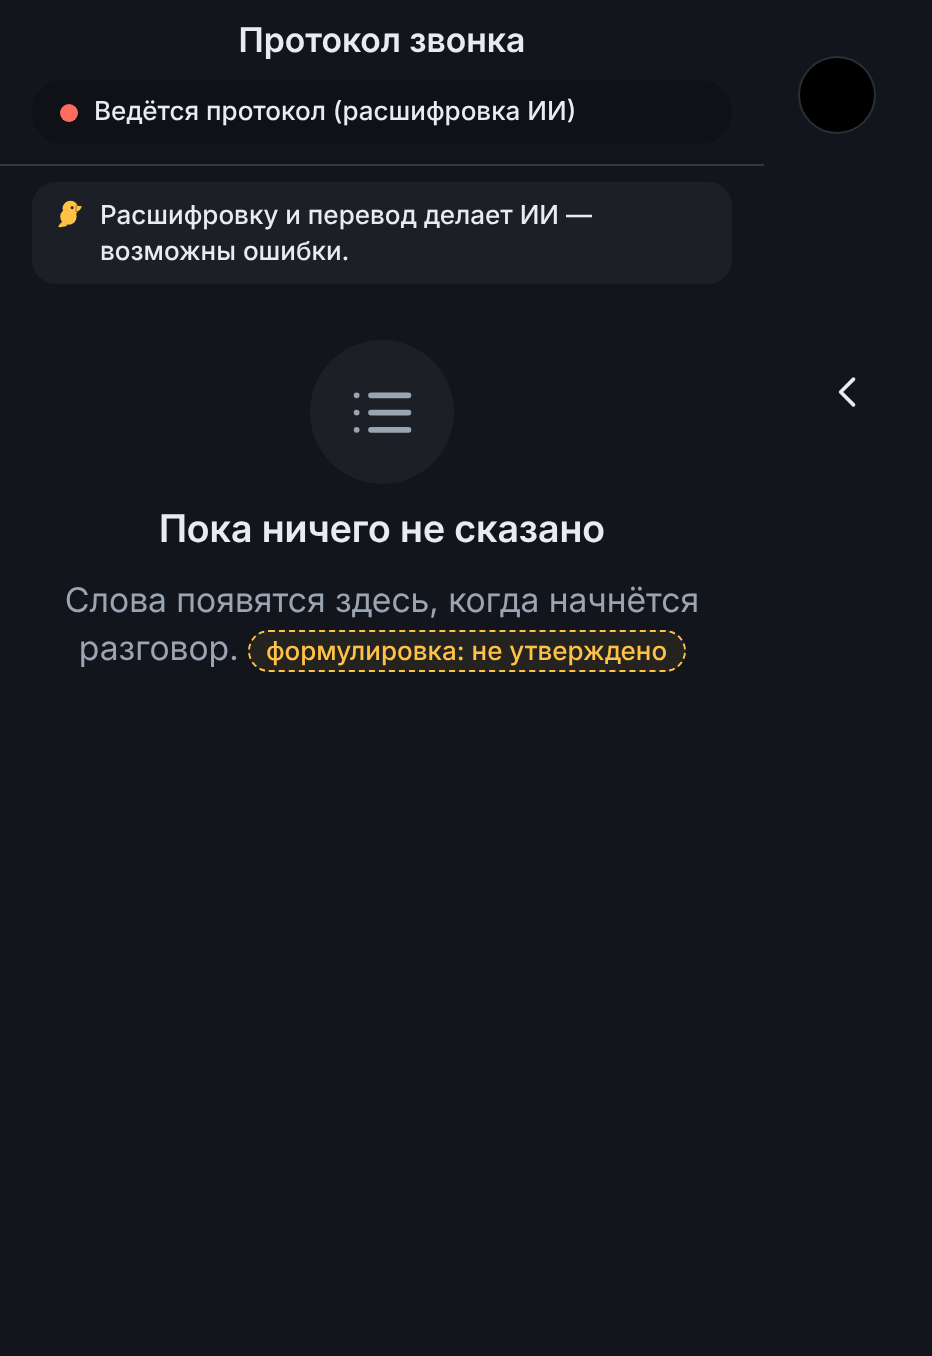 Протокол звонка
Ведётся протокол (расшифровка ИИ)
Расшифровку и перевод делает ИИ —
возможны ошибки.
Пока ничего не сказано
Слова появятся здесь, когда начнётся
разговор. формулировка: не утверждено